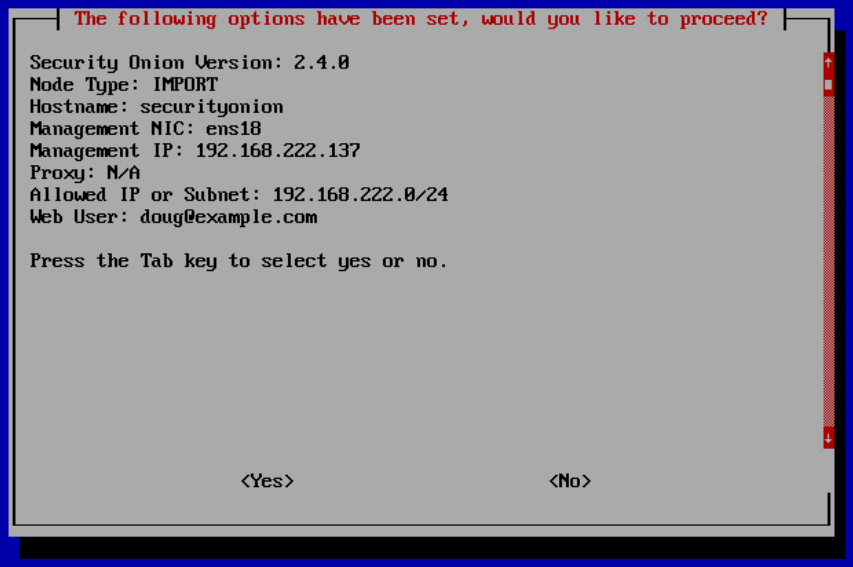 The following options have been set, would you like to proceed?
Security Onion Version: 2.4.0
Node Type: IMPORT
Hostname: securityonion
Management NIC: ens18
Management IP: 192.168.222.137
Proxy: N/A
Allowed IP or Subnet: 192.168.222.0/24
Web User: doug@example.com
Press the Tab key to select yes or no.
<Yes> <No>